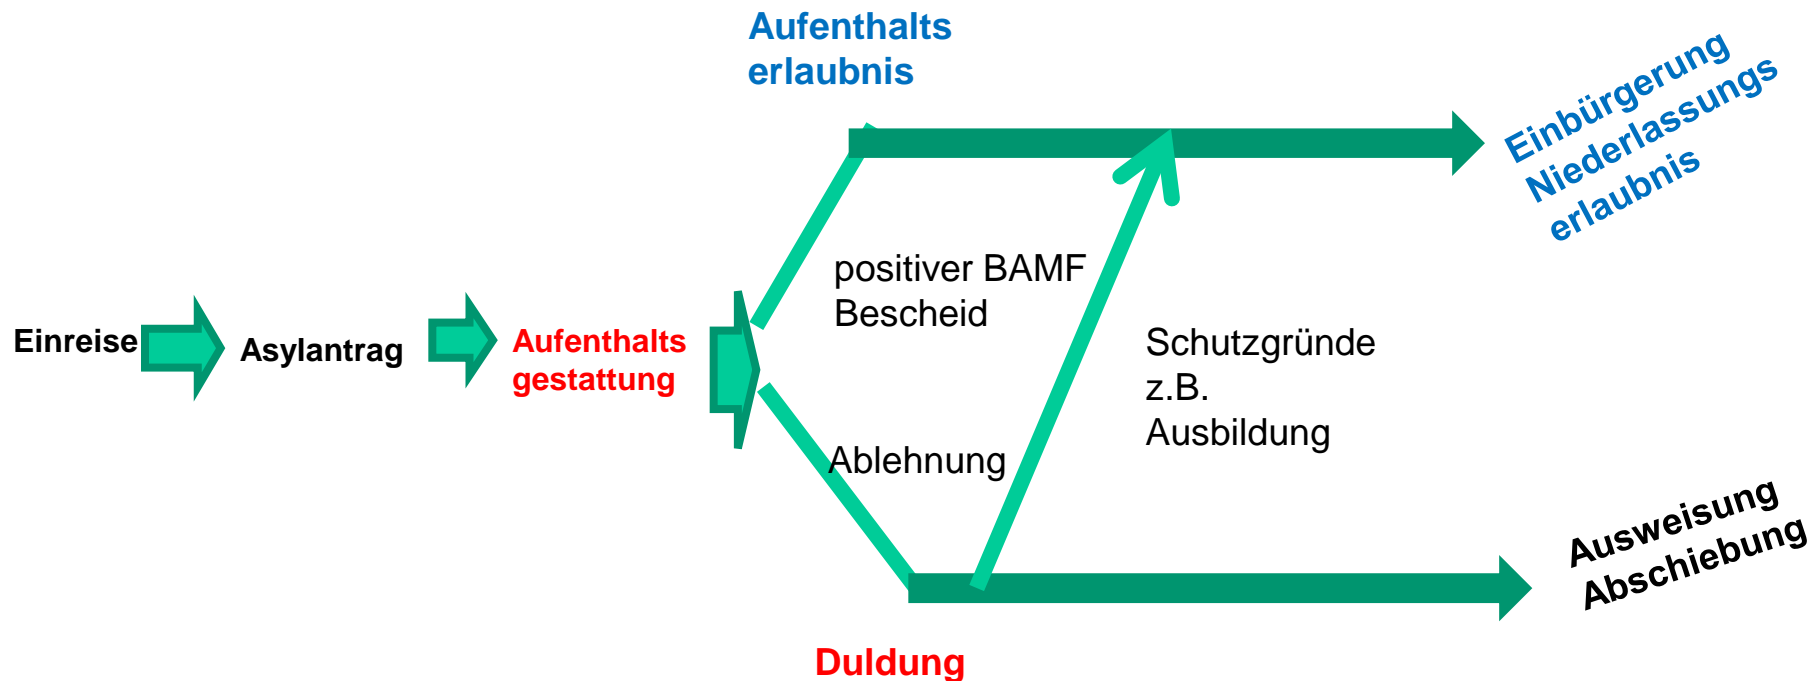 Aufenthalts
erlaubnis
Einbürgerung
Niederlassungs
erlaubnis
positiver BAMF
Bescheid
Einreise
Asylantrag
Aufenthalts
gestattung
Schutzgründe
z.B.
Ausbildung
Ablehnung
Ausweisung
Abschiebung
Duldung